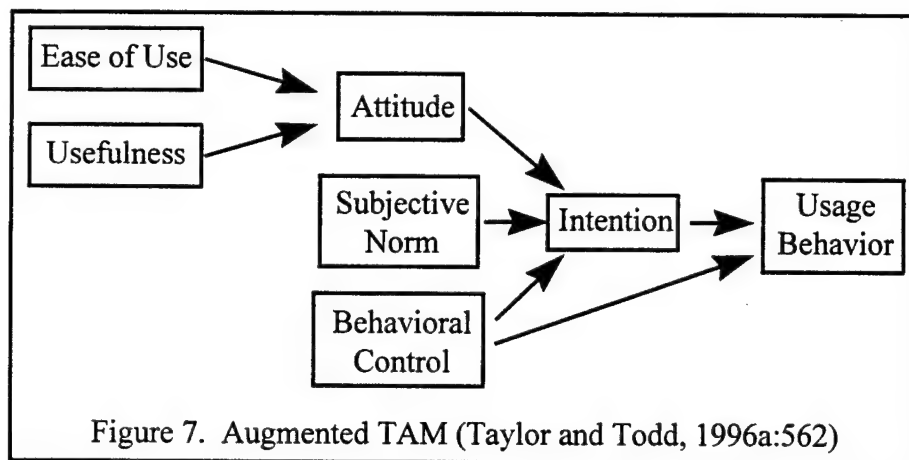 Ease of Use
Usefulness
Attitude
Subjective
Norm
Behavioral
Control
Intention
Usage
Behavior
Figure 7. Augmented TAM (Taylor and Todd, 1996a:562)